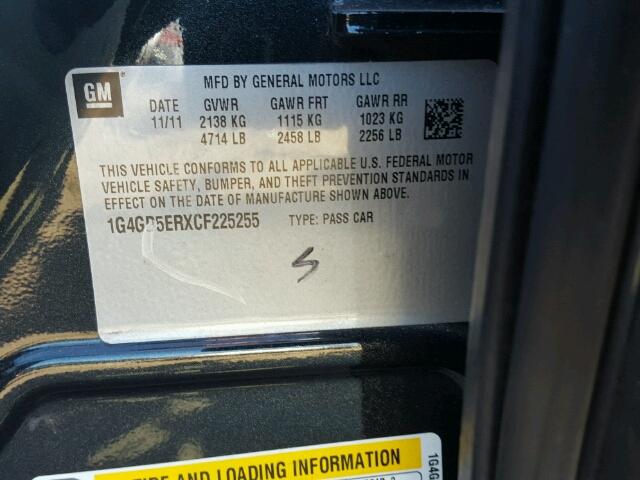 GM
MFD BY GENERAL MOTORS LLC
DATE GVWR GAWR FRT GAWR RR
11/11 2138 KG 1115 KG 1023 KG
4714 LB 2458 LB 2256 LB
THIS VEHICLE CONFORMS TO ALL APPLICABLE U.S. FEDERAL MOTOR
VEHICLE SAFETY, BUMPER, AND THEFT PREVENTION STANDARDS IN
EFFECT ON THE DATE OF MANUFACTURE SHOWN ABOVE.
TYPE: PASS CAR
AND LOADING INFORMATION